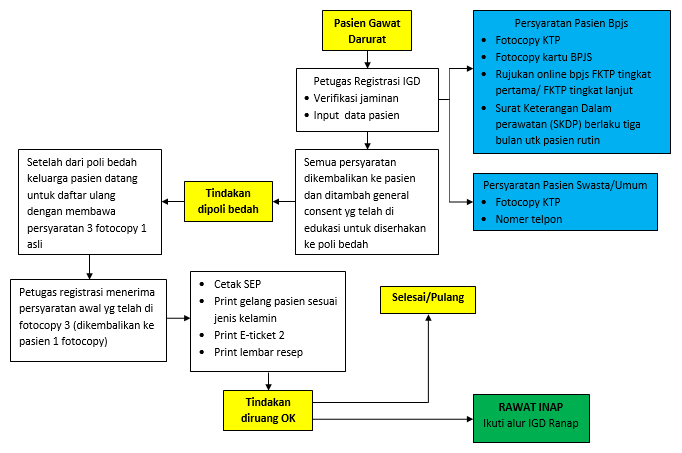 Pasien Gawat
Darurat
Petugas Registrasi IGD
• Verifikasi jaminan
• Input data pasien
Persyaratan Pasien Bpjs
• Fotocopy KTP
• Fotocopy kartu BPJS
• Rujukan online bpjs FKTP tingkat
pertama/ FKTP tingkat lanjut
• Surat Keterangan Dalam
perawatan (SKDP) berlaku tiga
bulan utk pasien rutin
Persyaratan Pasien Swasta/Umum
• Fotocopy KTP
• Nomer telpon
Semua persyaratan
dikembalikan ke pasien
dan ditambah general
consent yg telah di
edukasi untuk diserhakan
ke poli bedah
Tindakan
dipoli bedah
Setelah dari poli bedah
keluarga pasien datang
untuk daftar ulang
dengan membawa
persyaratan 3 fotocopy 1
asli
Petugas registrasi menerima
persyaratan awal yg telah di
fotocopy 3 (dikembalikan ke
pasien 1 fotocopy)
• Cetak SEP
• Print gelang pasien sesuai
jenis kelamin
• Print E-ticket 2
• Print lembar resep
Selesai/Pulang
Tindakan
diruang OK
RAWAT INAP
Ikuti alur IGD Ranap